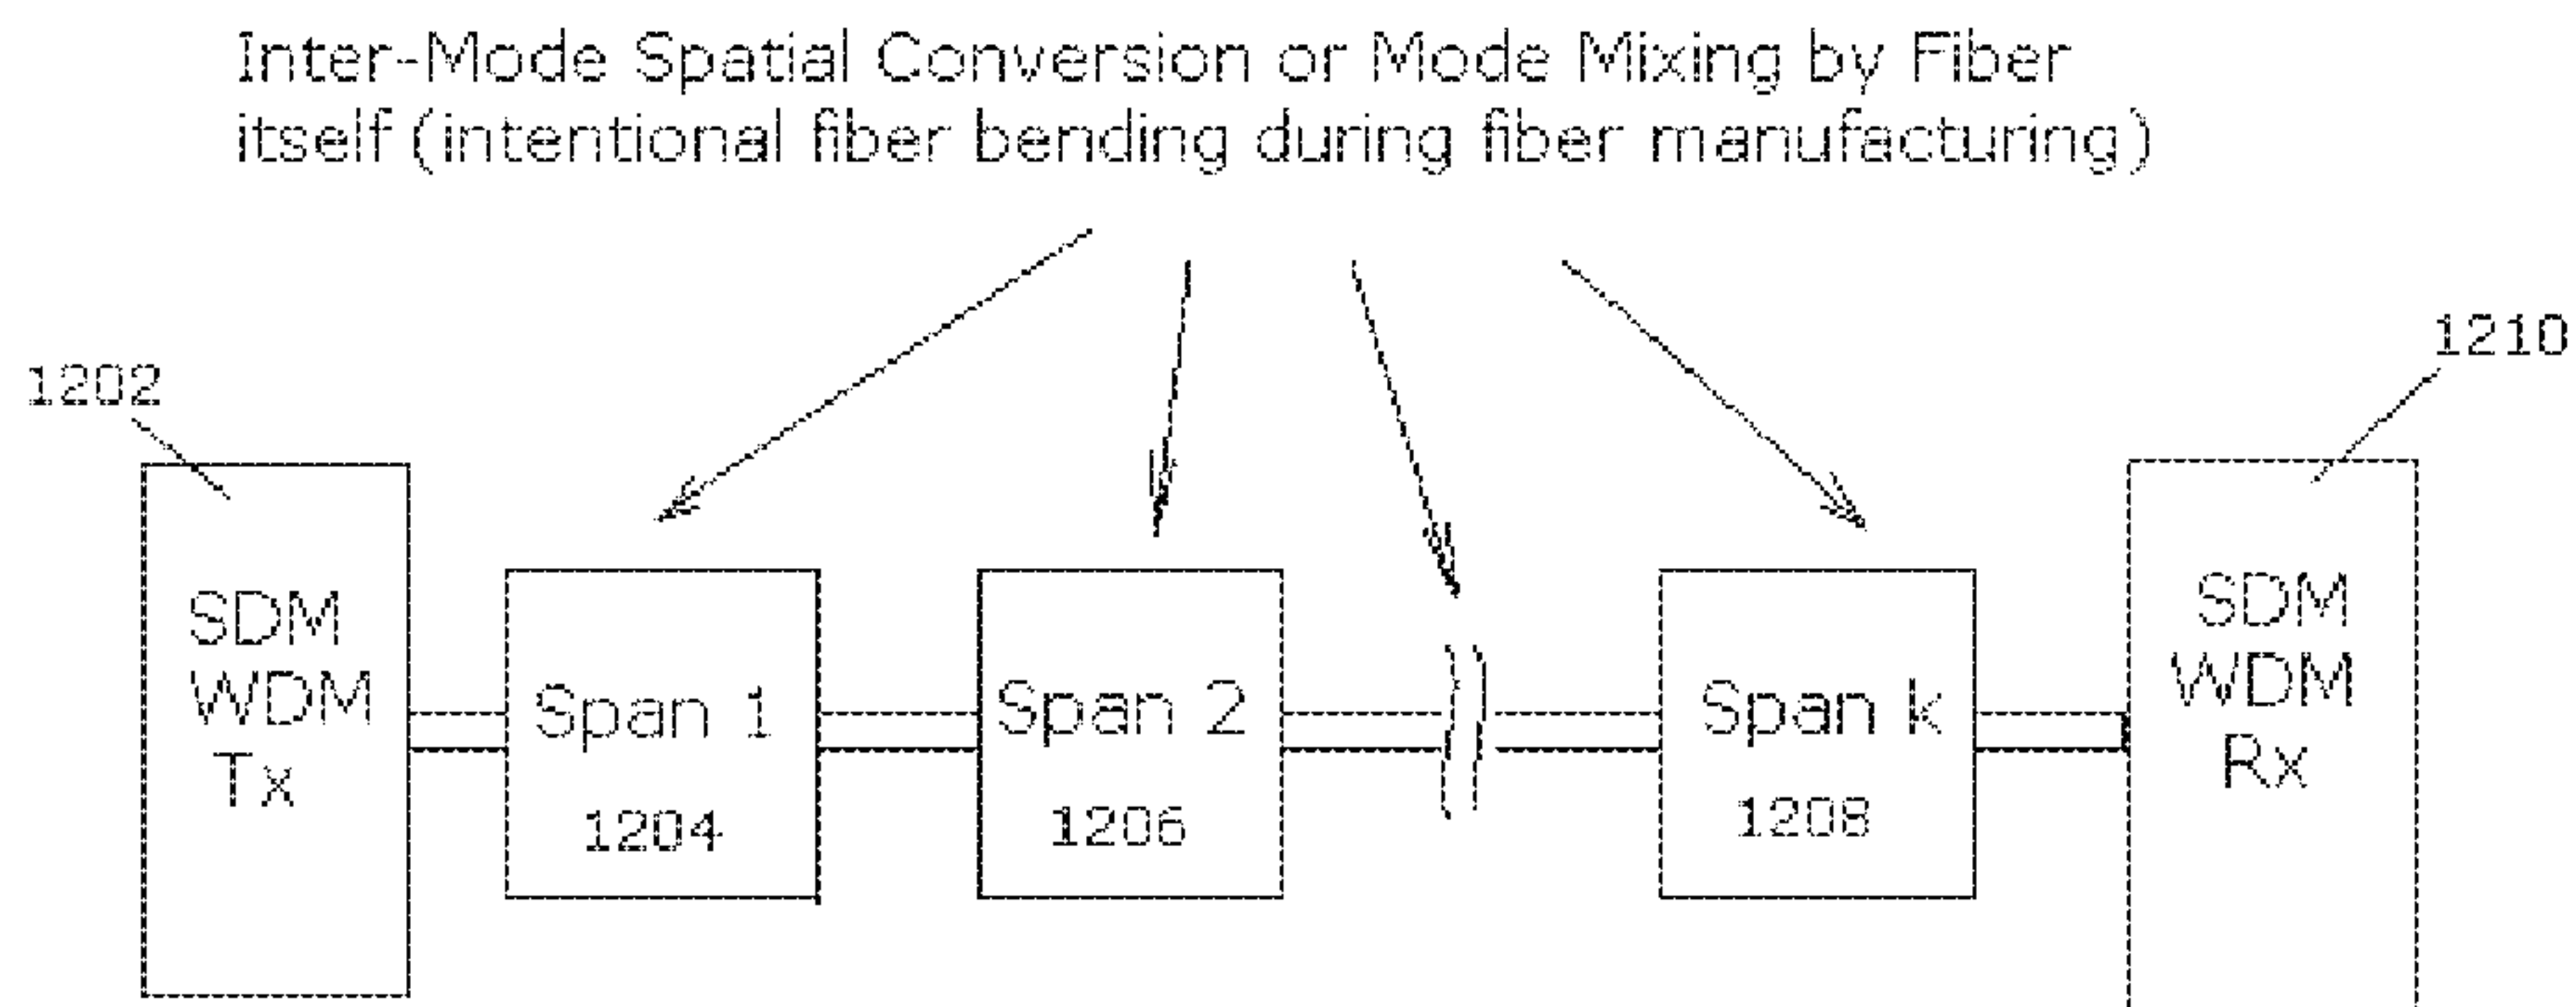 Inter-Mode Spatial Conversion or Mode Mixing by Fiber
itself (intentional fiber bending during fiber manufacturing)
1202
1210
SDM
WDM
Tx
Span 1
1204
Span 2
1206
Span k
1208
SDM
WDM
Rx